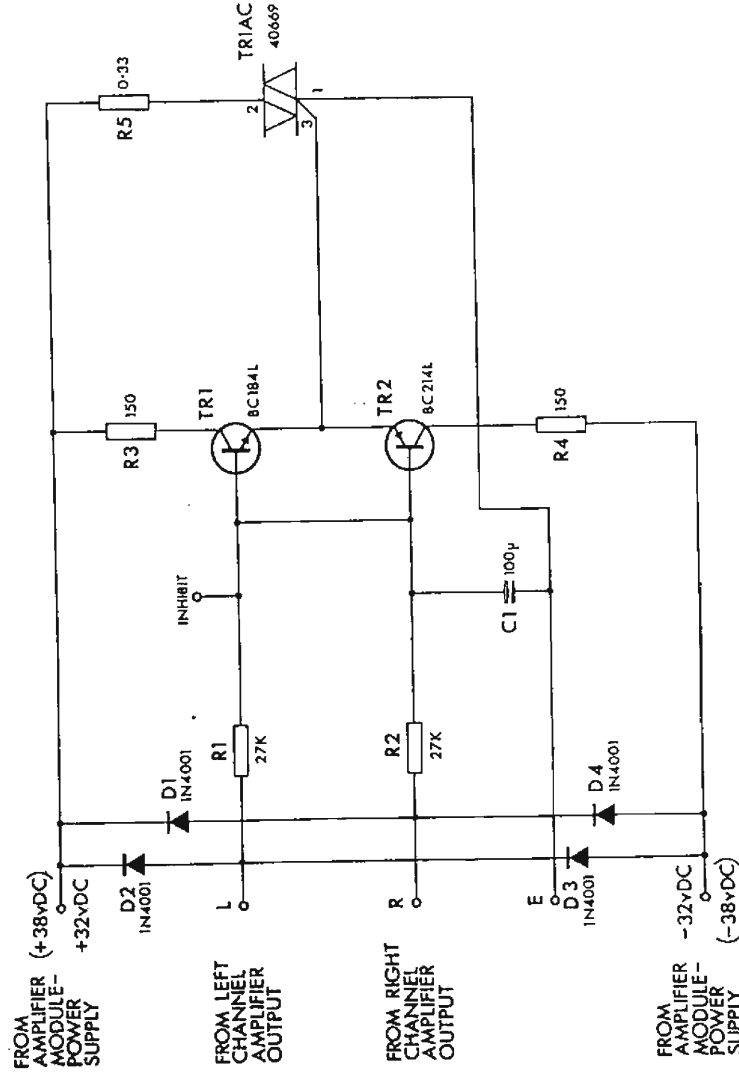 FROM
AMPLIFIER
MODULE-
POWER
SUPPLY
(+38vDC)
+32vDC
D2
1N4001
D1
1N4001
R3
150
R5
0·33
TRIAC
40669
2
3
1
FROM LEFT
CHANNEL
AMPLIFIER
OUTPUT
L
R1
27K
INHIBIT
TR1
BC184L
FROM RIGHT
CHANNEL
AMPLIFIER
OUTPUT
R
R2
27K
TR2
BC214L
C1
100µ
E
D3
1N4001
D4
1N4001
R4
150
FROM
AMPLIFIER
MODULE-
POWER
SUPPLY
-32vDC
(-38vDC)